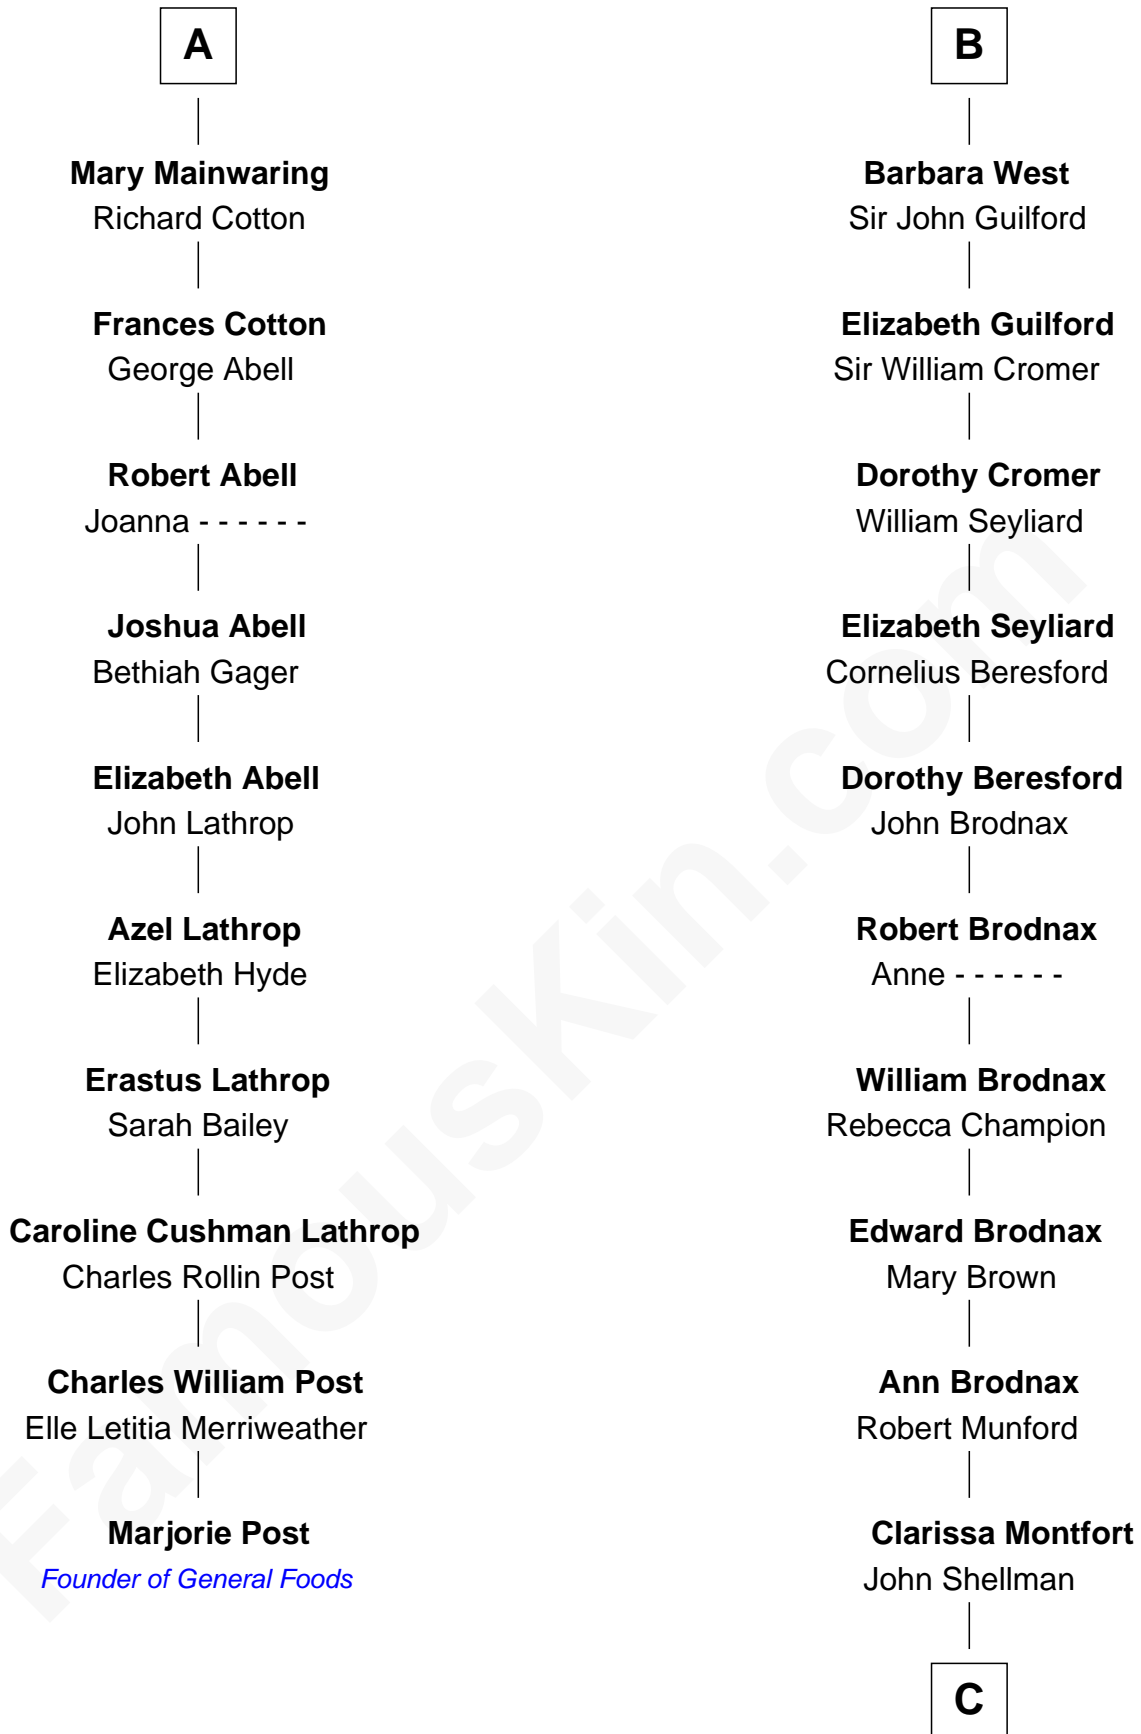 A
Mary Mainwaring
Richard Cotton
Frances Cotton
George Abell
Robert Abell
Joanna - - - - - -
Joshua Abell
Bethiah Gager
Elizabeth Abell
John Lathrop
Azel Lathrop
Elizabeth Hyde
Erastus Lathrop
Sarah Bailey
Caroline Cushman Lathrop
Charles Rollin Post
Charles William Post
Elle Letitia Merriweather
Marjorie Post
Founder of General Foods
B
Barbara West
Sir John Guilford
Elizabeth Guilford
Sir William Cromer
Dorothy Cromer
William Seyliard
Elizabeth Seyliard
Cornelius Beresford
Dorothy Beresford
John Brodnax
Robert Brodnax
Anne - - - - - -
William Brodnax
Rebecca Champion
Edward Brodnax
Mary Brown
Ann Brodnax
Robert Munford
Clarissa Montfort
John Shellman
C
FamousKin.com